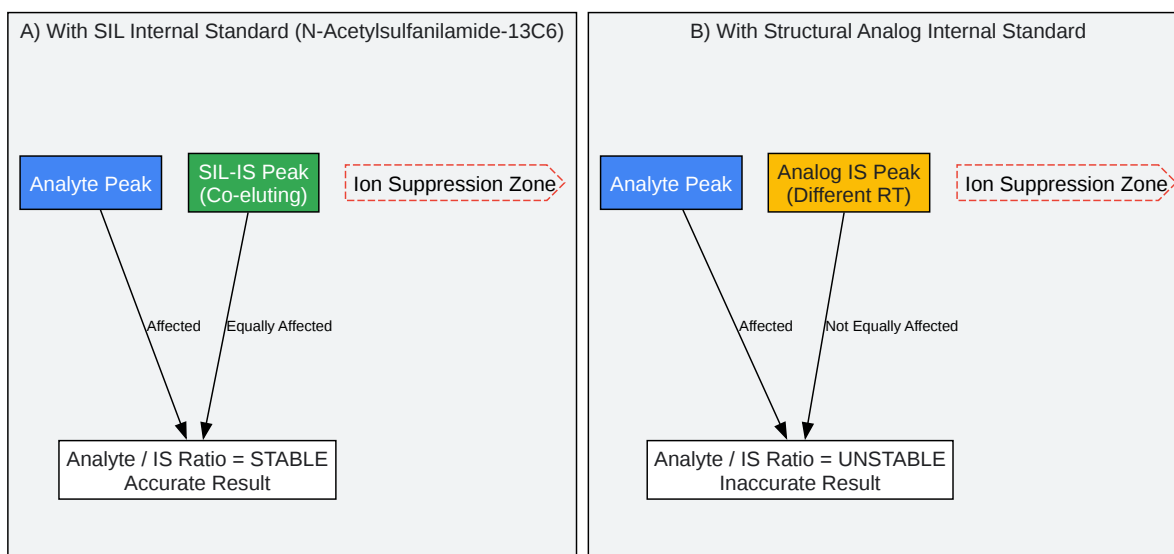 A) With SIL Internal Standard (N-Acetylsulfanilamide-13C6)
Analyte Peak
SIL-IS Peak
(Co-eluting)
Ion Suppression Zone
Affected
Equally Affected
Analyte / IS Ratio = STABLE
Accurate Result
B) With Structural Analog Internal Standard
Analyte Peak
Analog IS Peak
(Different RT)
Ion Suppression Zone
Affected
Not Equally Affected
Analyte / IS Ratio = UNSTABLE
Inaccurate Result